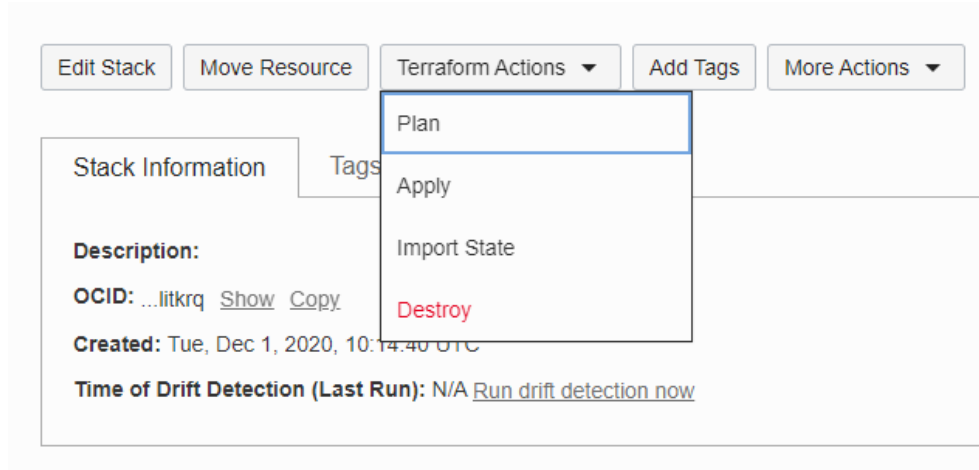 Edit Stack Move Resource Terraform Actions Add Tags More Actions
Plan
Stack Information Tags
Apply
Description:
Import State
OCID: ...litkrq Show Copy
Destroy
Created: Tue, Dec 1, 2020, 10:14:40 UTC
Time of Drift Detection (Last Run): N/A Run drift detection now